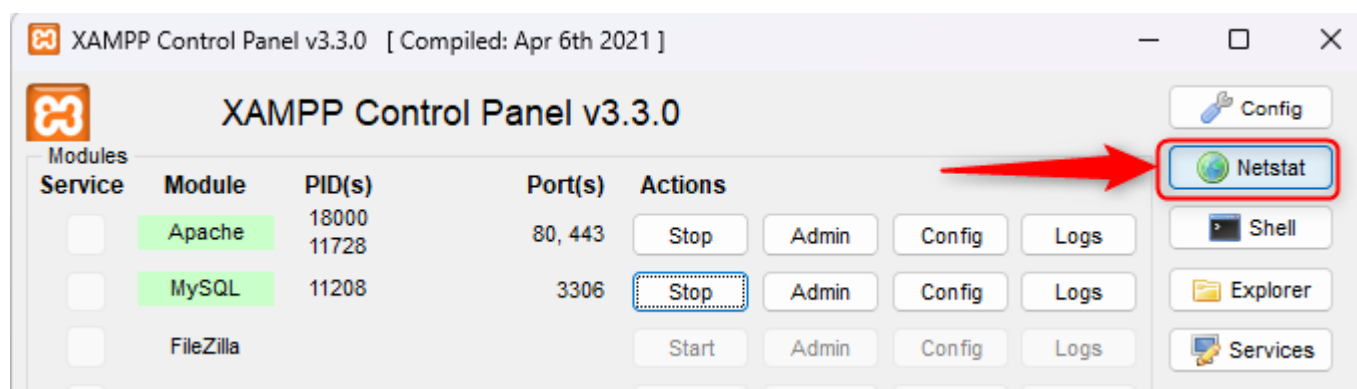 XAMPP Control Panel v3.3.0 [ Compiled: Apr 6th 2021 ]
XAMPP Control Panel v3.3.0
Config
Modules
Netstat
Service Module PID(s) Port(s) Actions
Apache 18000 11728 80, 443 Stop Admin Config Logs
Shell
MySQL 11208 3306 Stop Admin Config Logs
Explorer
FileZilla Start Admin Config Logs
Services